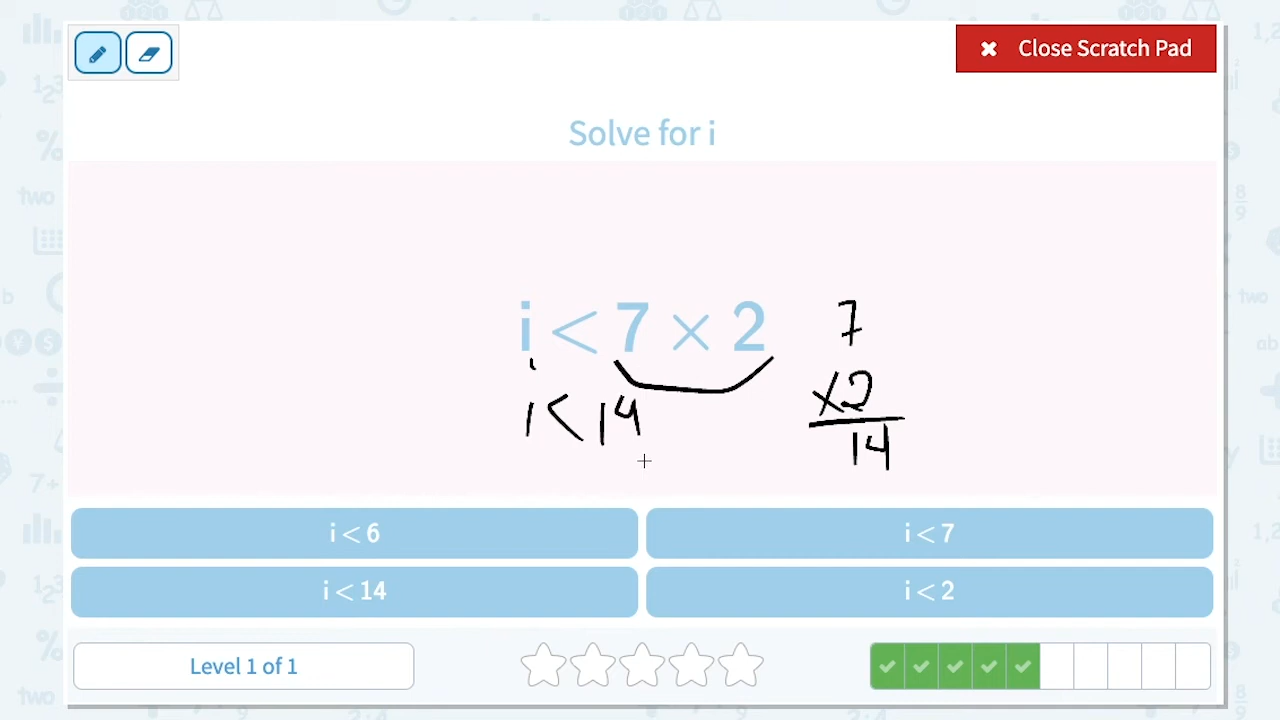 ✖ Close Scratch Pad
Solve for i
i < 7 × 2
7
×2
14
i < 14
i < 6
i < 7
i < 14
i < 2
Level 1 of 1